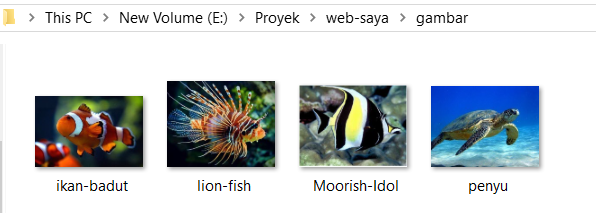 This PC > New Volume (E:) > Proyek > web-saya > gambar
ikan-badut lion-fish Moorish-Idol penyu